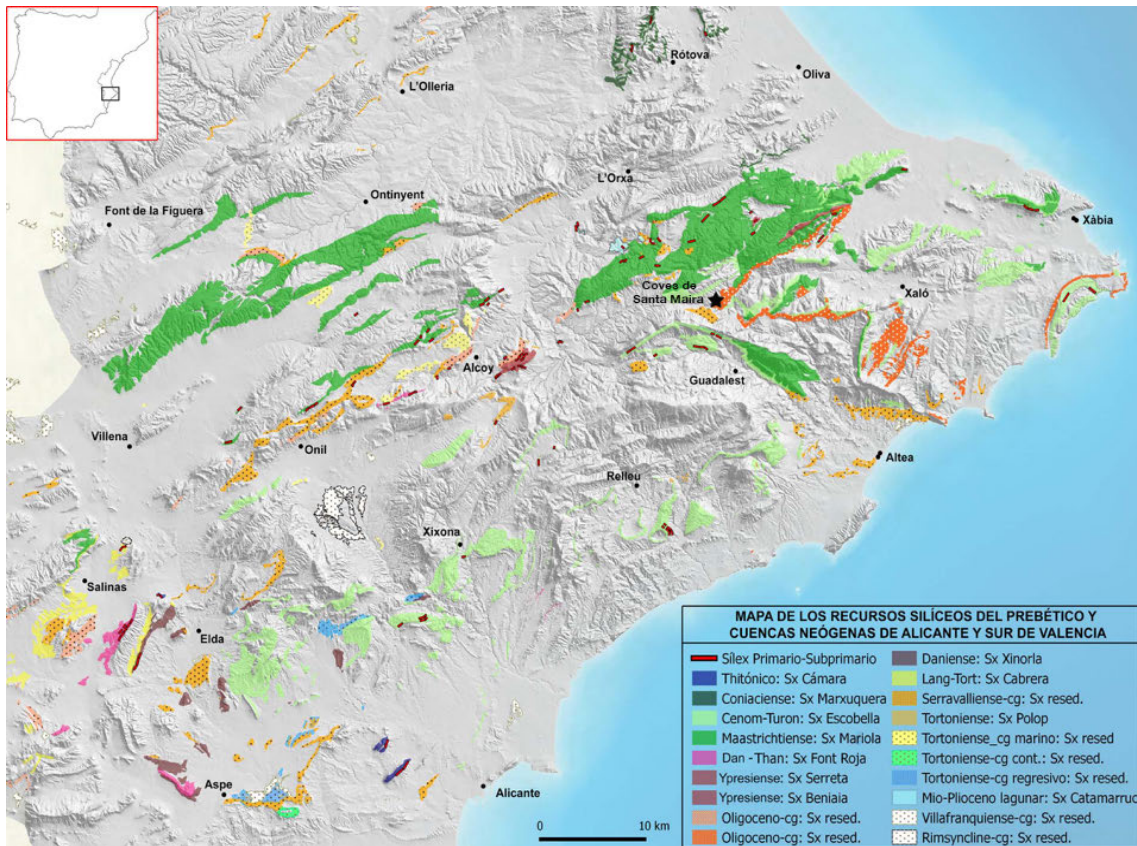 Rótova
Oliva
L'Olleria
L'Orxa
Ontinyent
Font de la Figuera
Xàbia
Coves de
Santa Maira
Xaló
Alcoy
Guadalest
Villena
Onil
Altea
Relleu
Xixona
Salinas
Elda
Aspe
Alicante
0 10 km
MAPA DE LOS RECURSOS SILÍCEOS DEL PREBÉTICO Y
CUENCAS NEÓGENAS DE ALICANTE Y SUR DE VALENCIA
Sílex Primario-Subprimario
Thitónico: Sx Cámara
Coniaciense: Sx Marxuquera
Cenom-Turon: Sx Escobella
Maastrichtiense: Sx Mariola
Dan -Than: Sx Font Roja
Ypresiense: Sx Serreta
Ypresiense: Sx Beniaia
Oligoceno-cg: Sx resed.
Oligoceno-cg: Sx resed.
Daniense: Sx Xinorla
Lang-Tort: Sx Cabrera
Serravalliense-cg: Sx resed.
Tortoniense: Sx Polop
Tortoniense_cg marino: Sx resed
Tortoniense-cg cont.: Sx resed.
Tortoniense-cg regresivo: Sx resed.
Mio-Plioceno lagunar: Sx Catamarruc
Villafranquiense-cg: Sx resed.
Rimsyncline-cg: Sx resed.